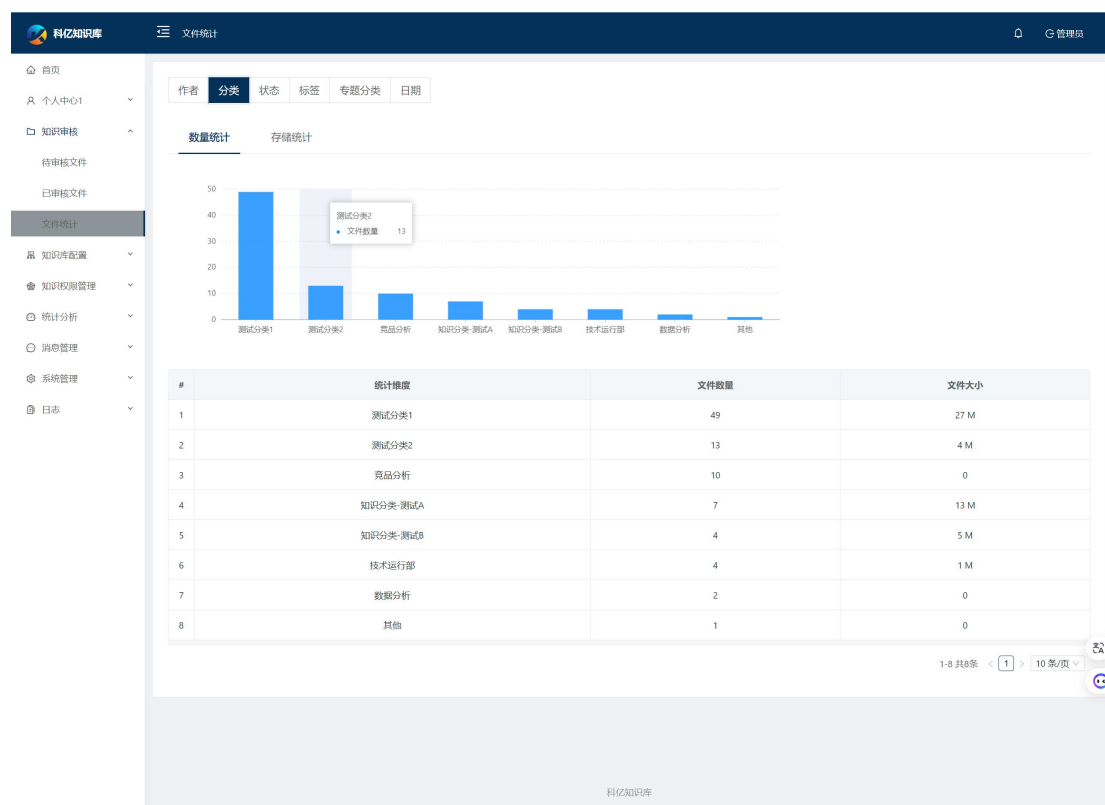 科亿知识库
文件统计
管理员
首页
个人中心1
知识审核
待审核文件
已审核文件
文件统计
知识库配置
知识权限管理
统计分析
消息管理
系统管理
日志
作者 分类 状态 标签 专题分类 日期
数量统计 存储统计
50
40
30
20
10
0
测试分类2
文件数量 13
测试分类1 测试分类2 竞品分析 知识分类-测试A 知识分类-测试B 技术运行部 数据分析 其他
# 统计维度 文件数量 文件大小
1 测试分类1 49 27 M
2 测试分类2 13 4 M
3 竞品分析 10 0
4 知识分类-测试A 7 13 M
5 知识分类-测试B 4 5 M
6 技术运行部 4 1 M
7 数据分析 2 0
8 其他 1 0
1-8 共8条 < 1 > 10 条/页
科亿知识库